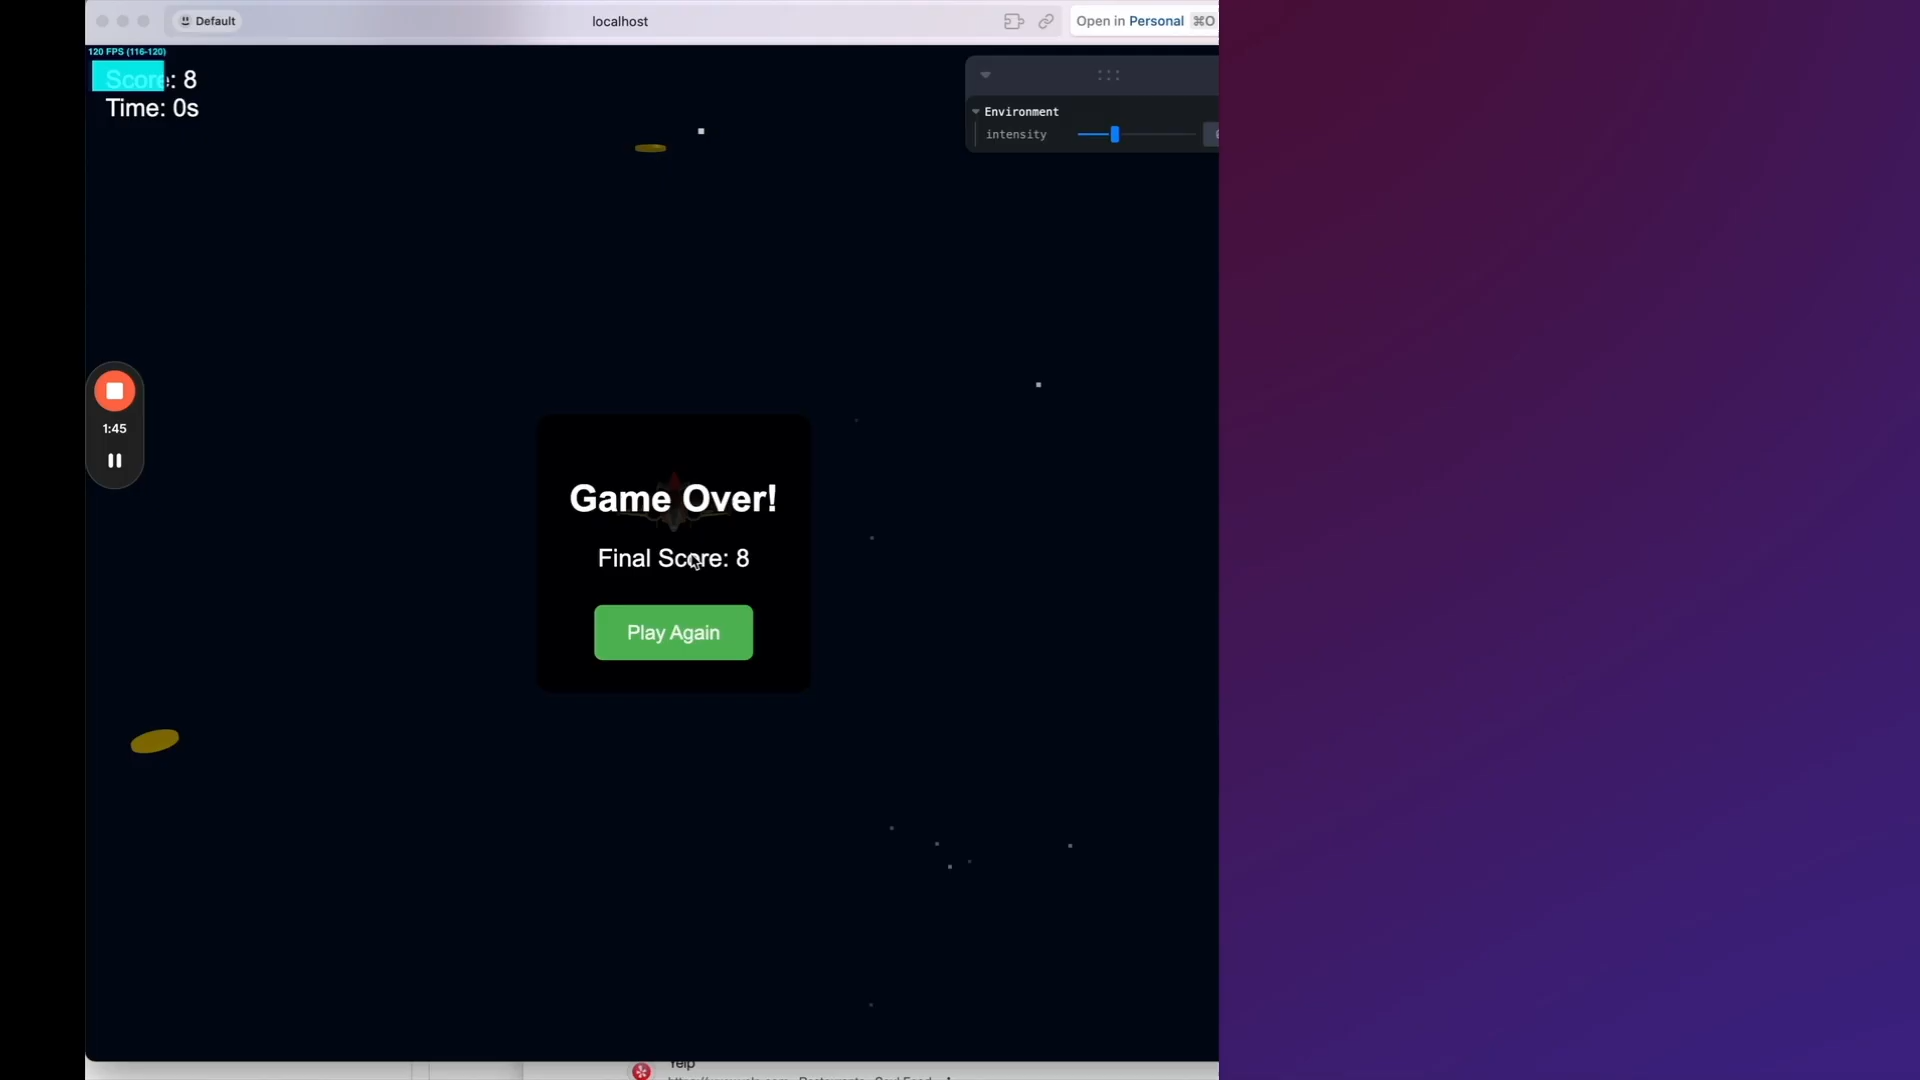 Default
localhost
Open in Personal ⌘O
120 FPS (116-120)
Score: 8
Time: 0s
Environment
intensity
1:45
Game Over!
Final Score: 8
Play Again
Yelp